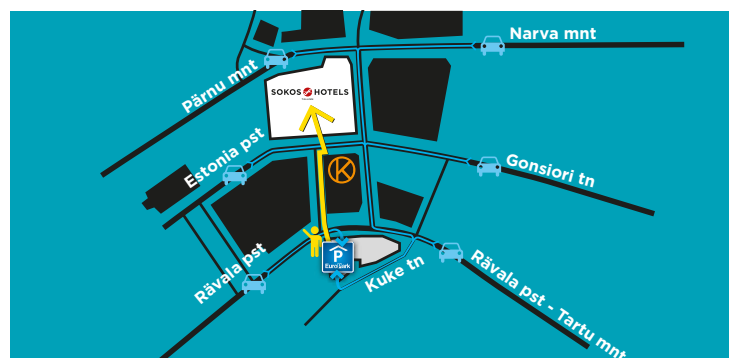 Narva mnt
Pärnu mnt
SOKOS HOTELS
Estonia pst
K
Gonsiori tn
Rävala pst
P
EuroPark
Kuke tn
Rävala pst - Tartu mnt